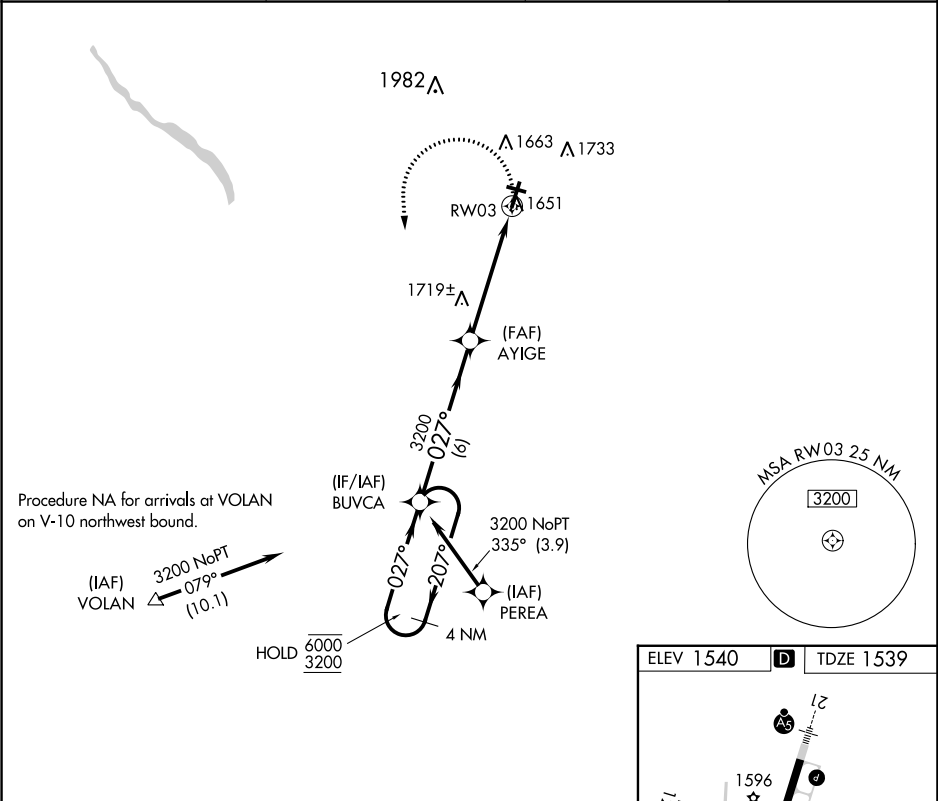 1982
1663
1733
RW03
1651
1719±
(FAF)
AYIGE
3200
027°
(6)
(IF/IAF)
BUVCA
MSA RW03 25 NM
3200
Procedure NA for arrivals at VOLAN
on V-10 northwest bound.
3200 NoPT
335° (3.9)
3200 NoPT
079°
(10.1)
(IAF)
VOLAN
027°
207°
(IAF)
PEREA
4 NM
HOLD 6000
3200
ELEV 1540 D TDZE 1539
21
A5
1596
P